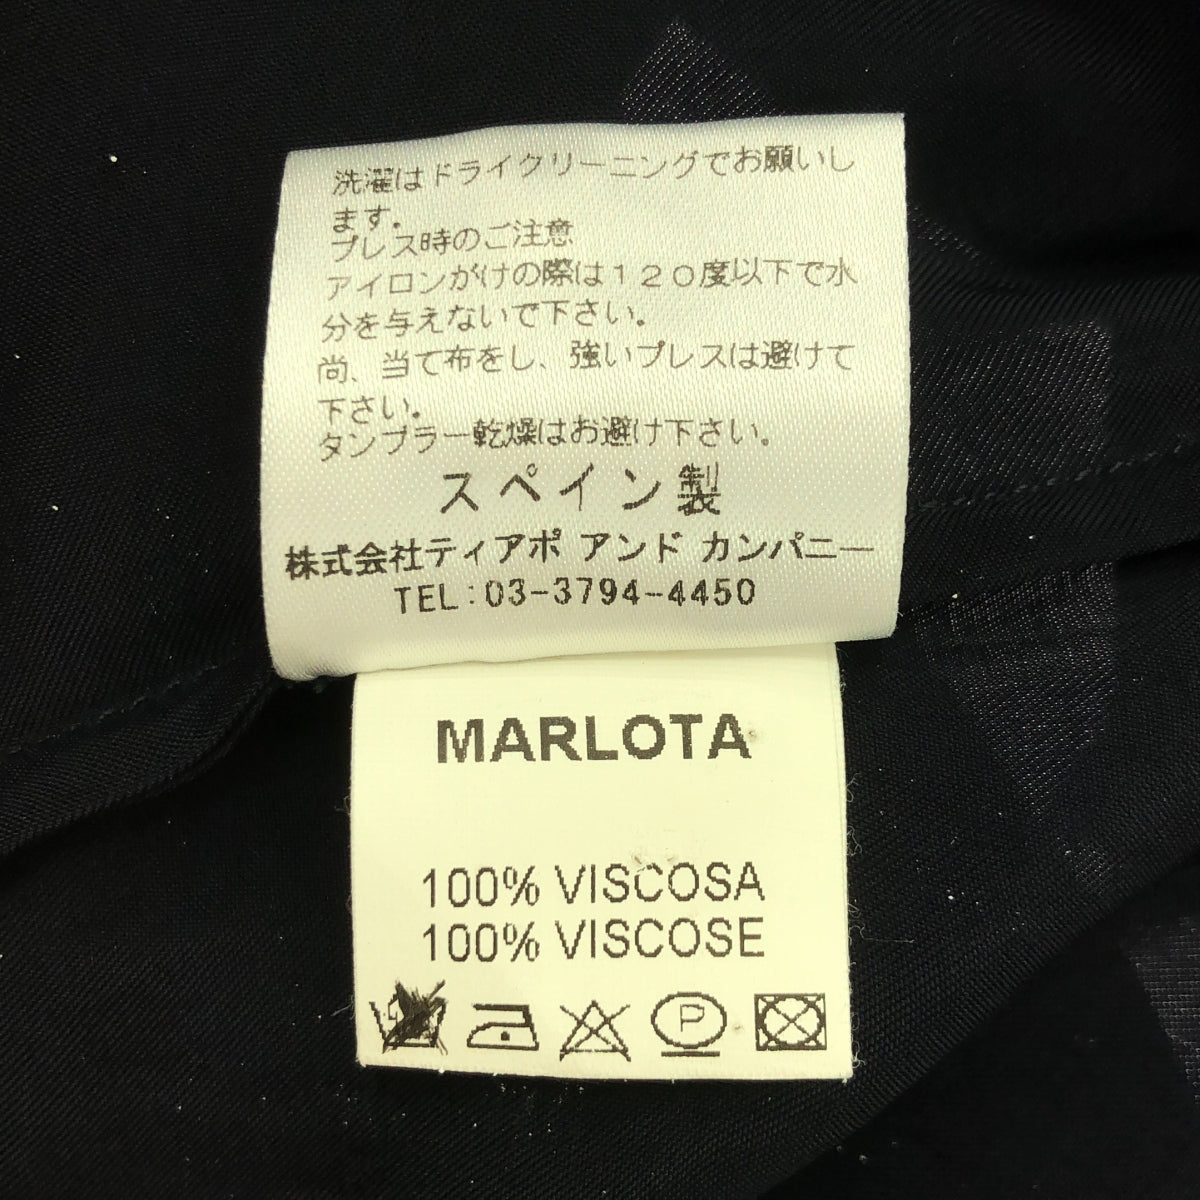 洗濯はドライクリーニングでお願いし
ます。
プレス時のご注意
アイロンがけの際は120度以下で水
分を与えないで下さい。
尚、当て布をし、強いプレスは避けて
下さい。
タンブラー乾燥はお避け下さい。
スペイン製
株式会社ティアポ アンド カンパニー
TEL:03-3794-4450
MARLOTA
100% VISCOSA
100% VISCOSE
P